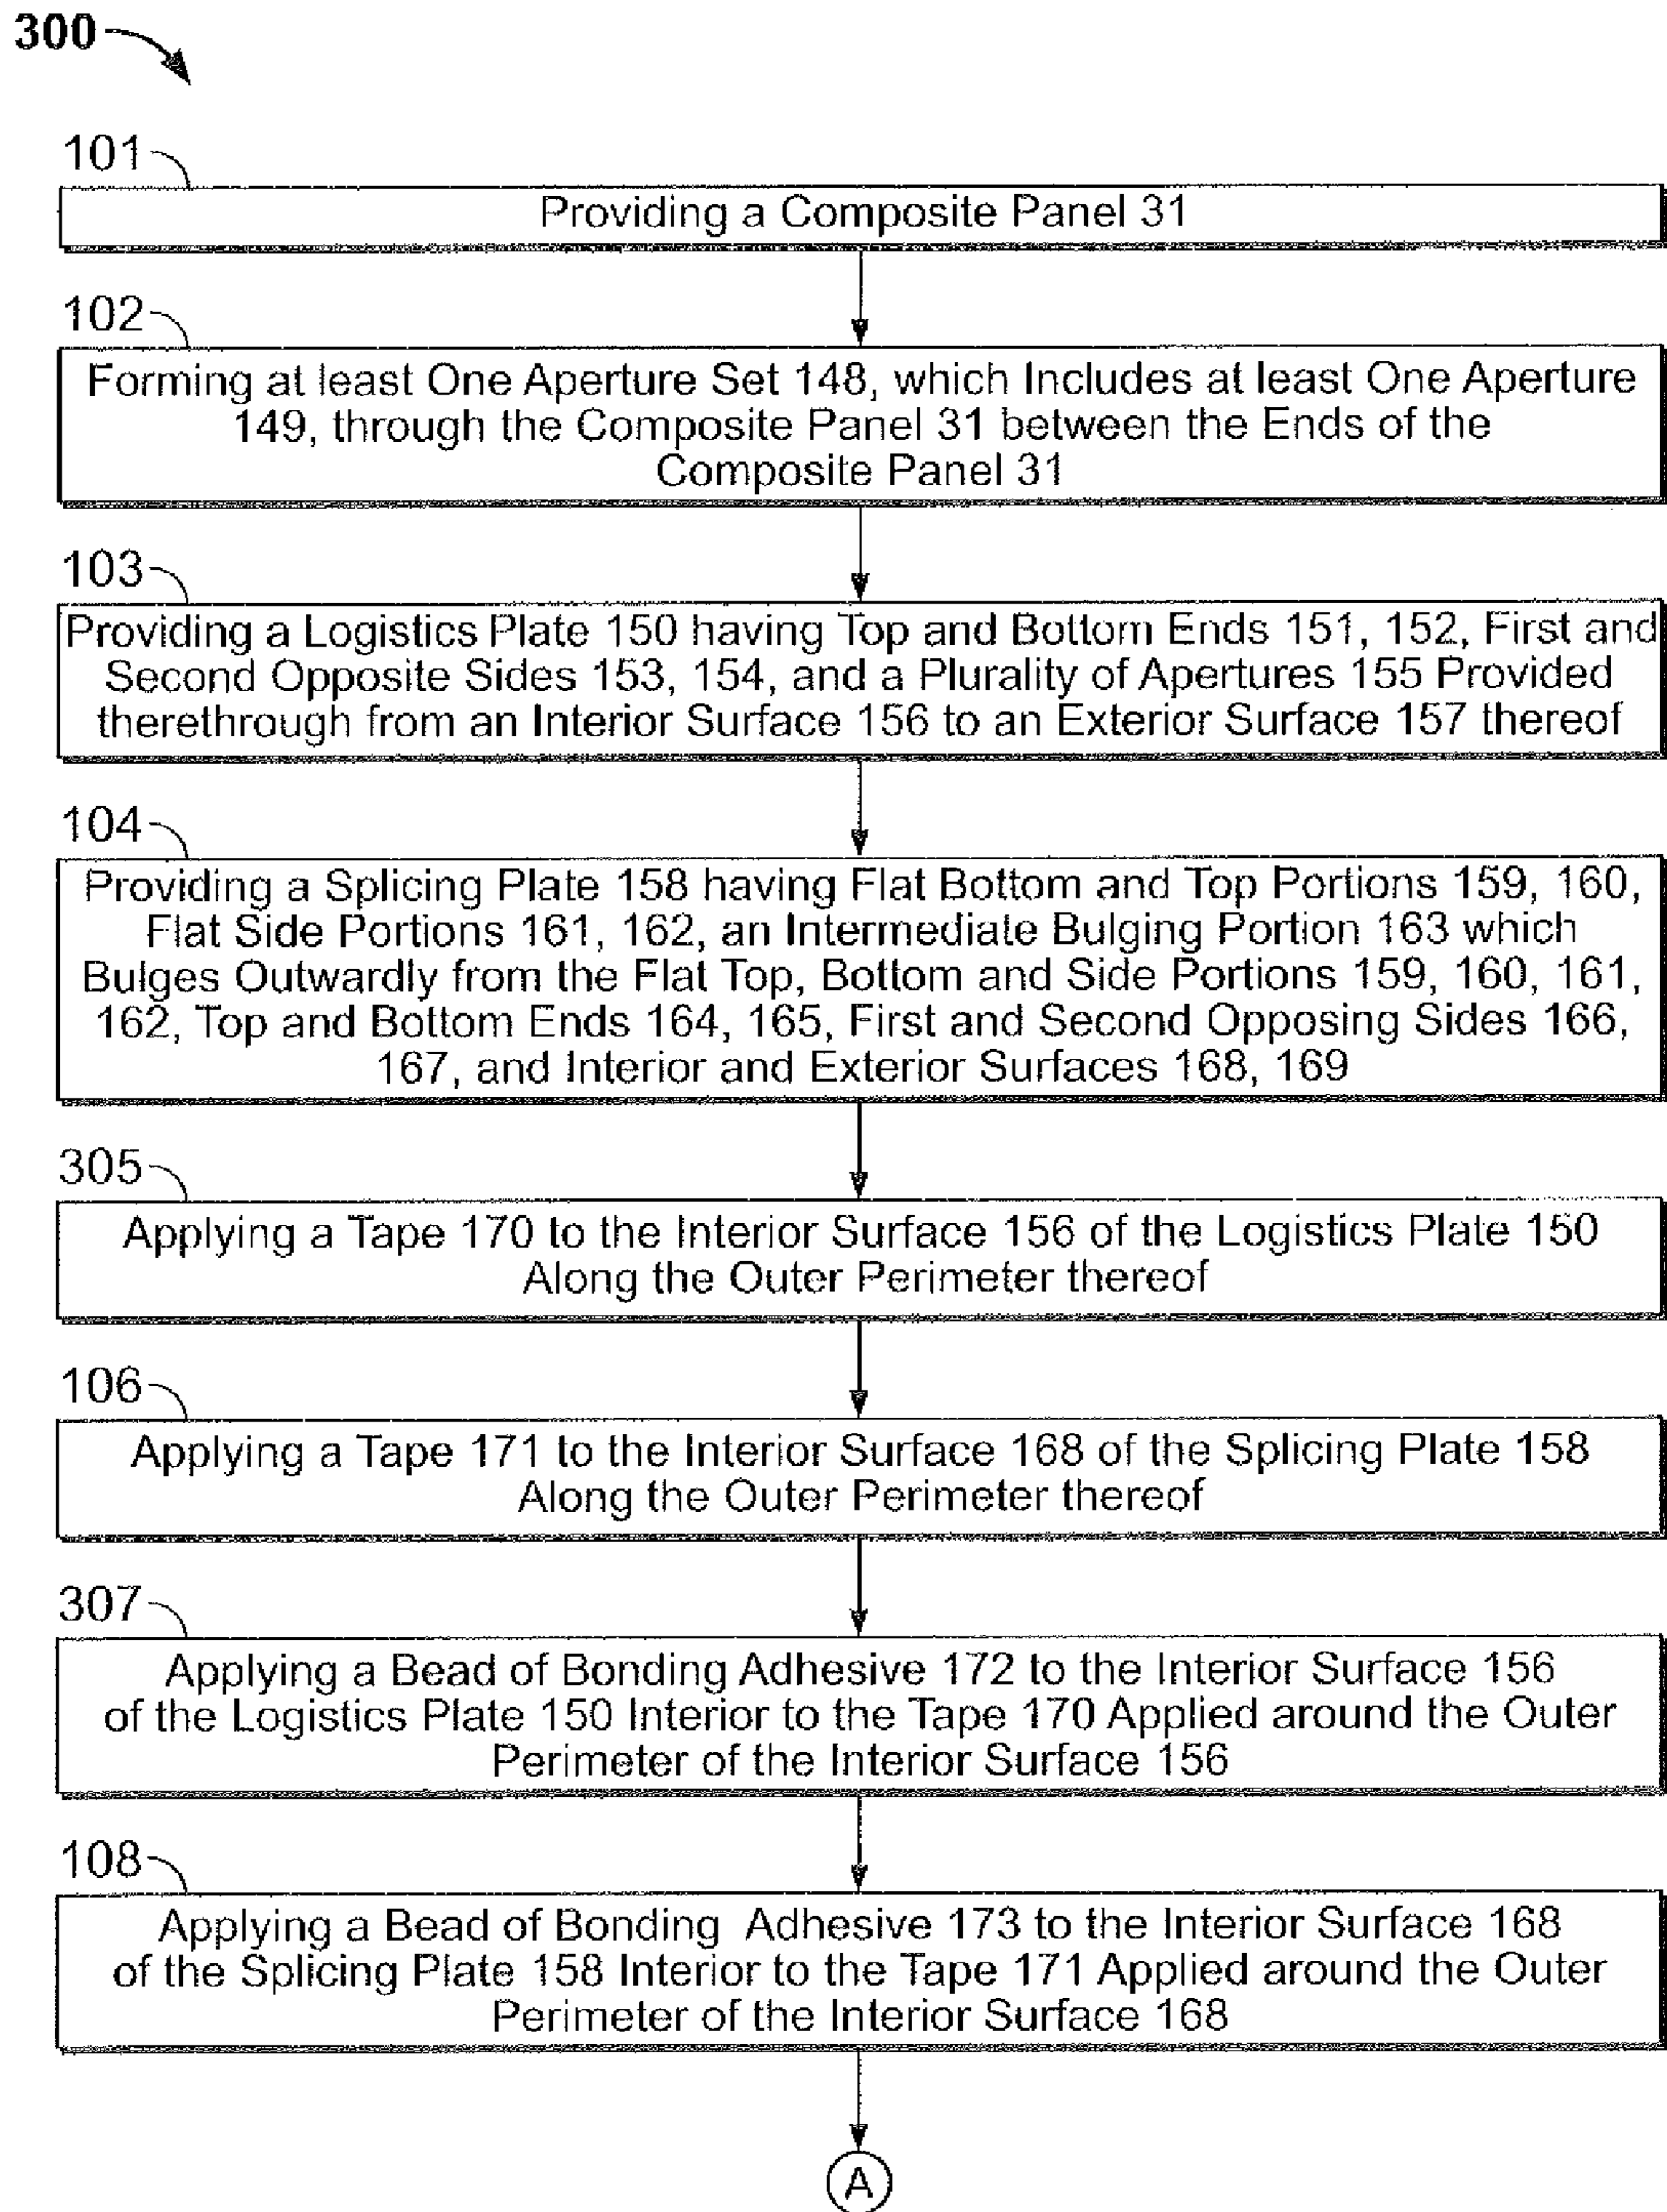 300
101
Providing a Composite Panel 31
102
Forming at least One Aperture Set 148, which Includes at least One Aperture
149, through the Composite Panel 31 between the Ends of the
Composite Panel 31
103
Providing a Logistics Plate 150 having Top and Bottom Ends 151, 152, First and
Second Opposite Sides 153, 154, and a Plurality of Apertures 155 Provided
therethrough from an Interior Surface 156 to an Exterior Surface 157 thereof
104
Providing a Splicing Plate 158 having Flat Bottom and Top Portions 159, 160,
Flat Side Portions 161, 162, an Intermediate Bulging Portion 163 which
Bulges Outwardly from the Flat Top, Bottom and Side Portions 159, 160, 161,
162, Top and Bottom Ends 164, 165, First and Second Opposing Sides 166,
167, and Interior and Exterior Surfaces 168, 169
305
Applying a Tape 170 to the Interior Surface 156 of the Logistics Plate 150
Along the Outer Perimeter thereof
106
Applying a Tape 171 to the Interior Surface 168 of the Splicing Plate 158
Along the Outer Perimeter thereof
307
Applying a Bead of Bonding Adhesive 172 to the Interior Surface 156
of the Logistics Plate 150 Interior to the Tape 170 Applied around the Outer
Perimeter of the Interior Surface 156
108
Applying a Bead of Bonding Adhesive 173 to the Interior Surface 168
of the Splicing Plate 158 Interior to the Tape 171 Applied around the Outer
Perimeter of the Interior Surface 168
A